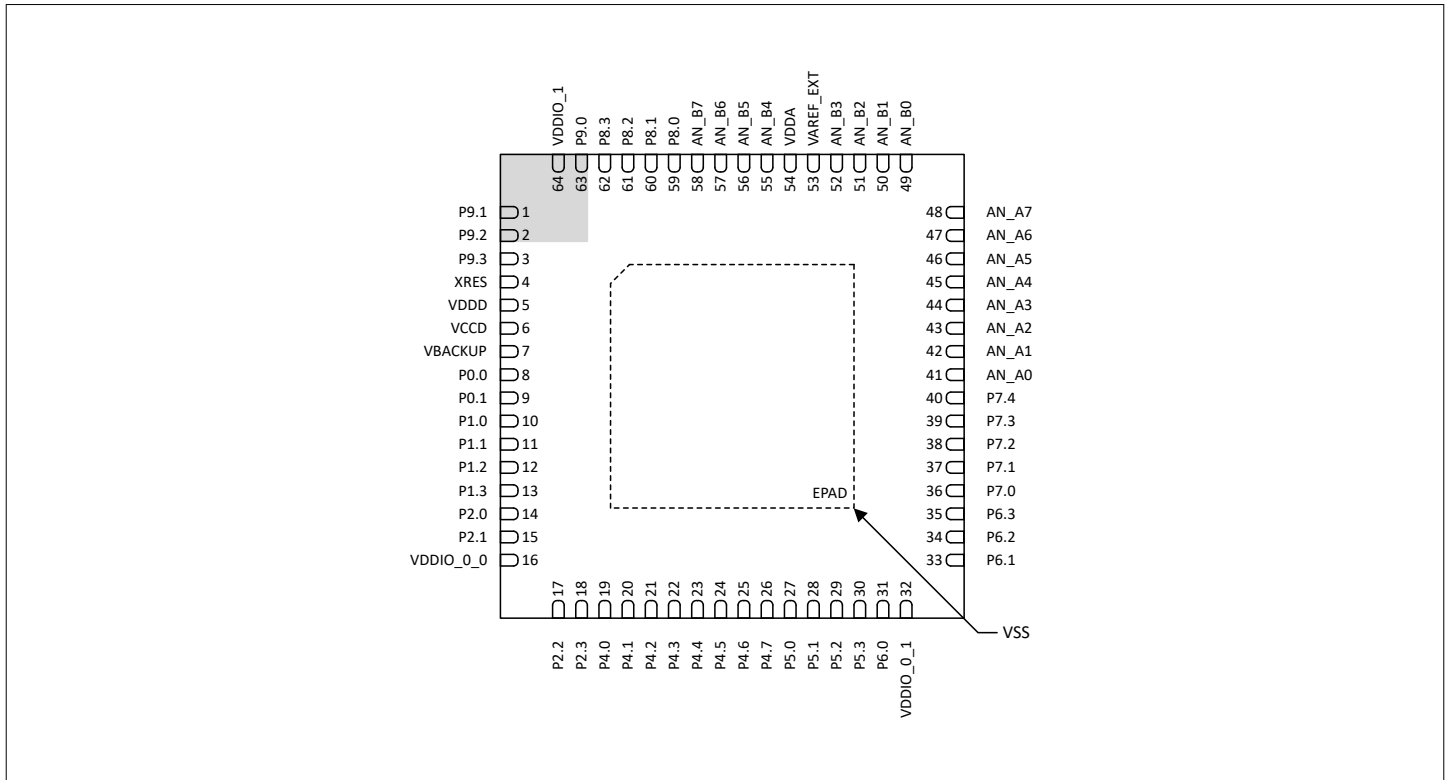 VDDIO_1
P9.0
P8.3
P8.2
P8.1
P8.0
AN_B7
AN_B6
AN_B5
AN_B4
VDDA
VAREF_EXT
AN_B3
AN_B2
AN_B1
AN_B0
64
63
62
61
60
59
58
57
56
55
54
53
52
51
50
49
P9.1 1
P9.2 2
P9.3 3
XRES 4
VDDD 5
VCCD 6
VBACKUP 7
P0.0 8
P0.1 9
P1.0 10
P1.1 11
P1.2 12
P1.3 13
P2.0 14
P2.1 15
VDDIO_0_0 16
48 AN_A7
47 AN_A6
46 AN_A5
45 AN_A4
44 AN_A3
43 AN_A2
42 AN_A1
41 AN_A0
40 P7.4
39 P7.3
38 P7.2
37 P7.1
36 P7.0
35 P6.3
34 P6.2
33 P6.1
EPAD
17
18
19
20
21
22
23
24
25
26
27
28
29
30
31
32
P2.2
P2.3
P4.0
P4.1
P4.2
P4.3
P4.4
P4.5
P4.6
P4.7
P5.0
P5.1
P5.2
P5.3
P6.0
VDDIO_0_1
VSS